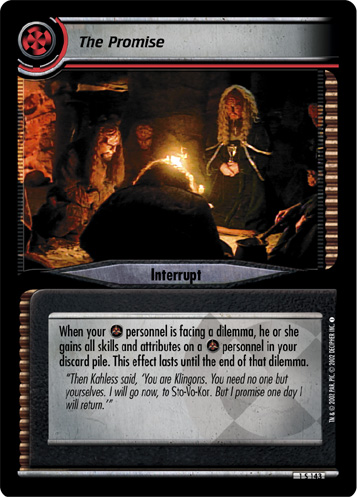 The Promise
Interrupt
When your personnel is facing a dilemma, he or she
gains all skills and attributes on a personnel in your
discard pile. This effect lasts until the end of that dilemma.
"Then Kahless said, 'You are Klingons. You need no one but
yourselves. I will go now, to Sto-Vo-Kor. But I promise one day I
will return.'"
TM & © 2002 PAR. PIC. © 2002 DECIPHER INC.
1 S 143